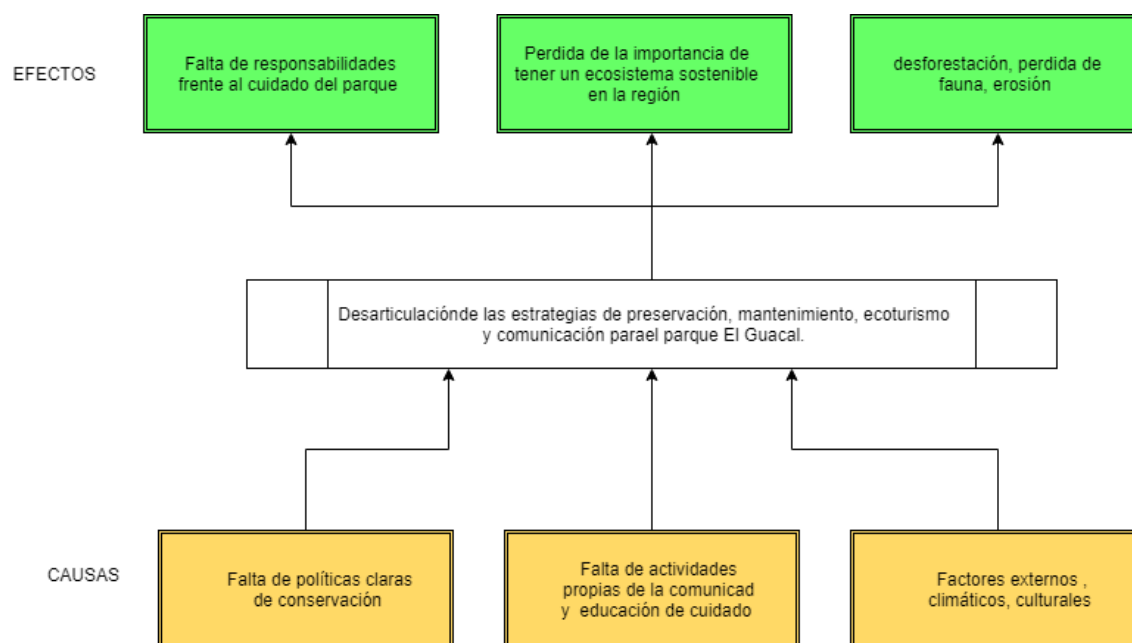 EFECTOS
Falta de responsabilidades
frente al cuidado del parque
Perdida de la importancia de
tener un ecosistema sostenible
en la región
desforestación, perdida de
fauna, erosión
Desarticulaciónde las estrategias de preservación, mantenimiento, ecoturismo
y comunicación parael parque El Guacal.
CAUSAS
Falta de políticas claras
de conservación
Falta de actividades
propias de la comunicad
y educación de cuidado
Factores externos ,
climáticos, culturales